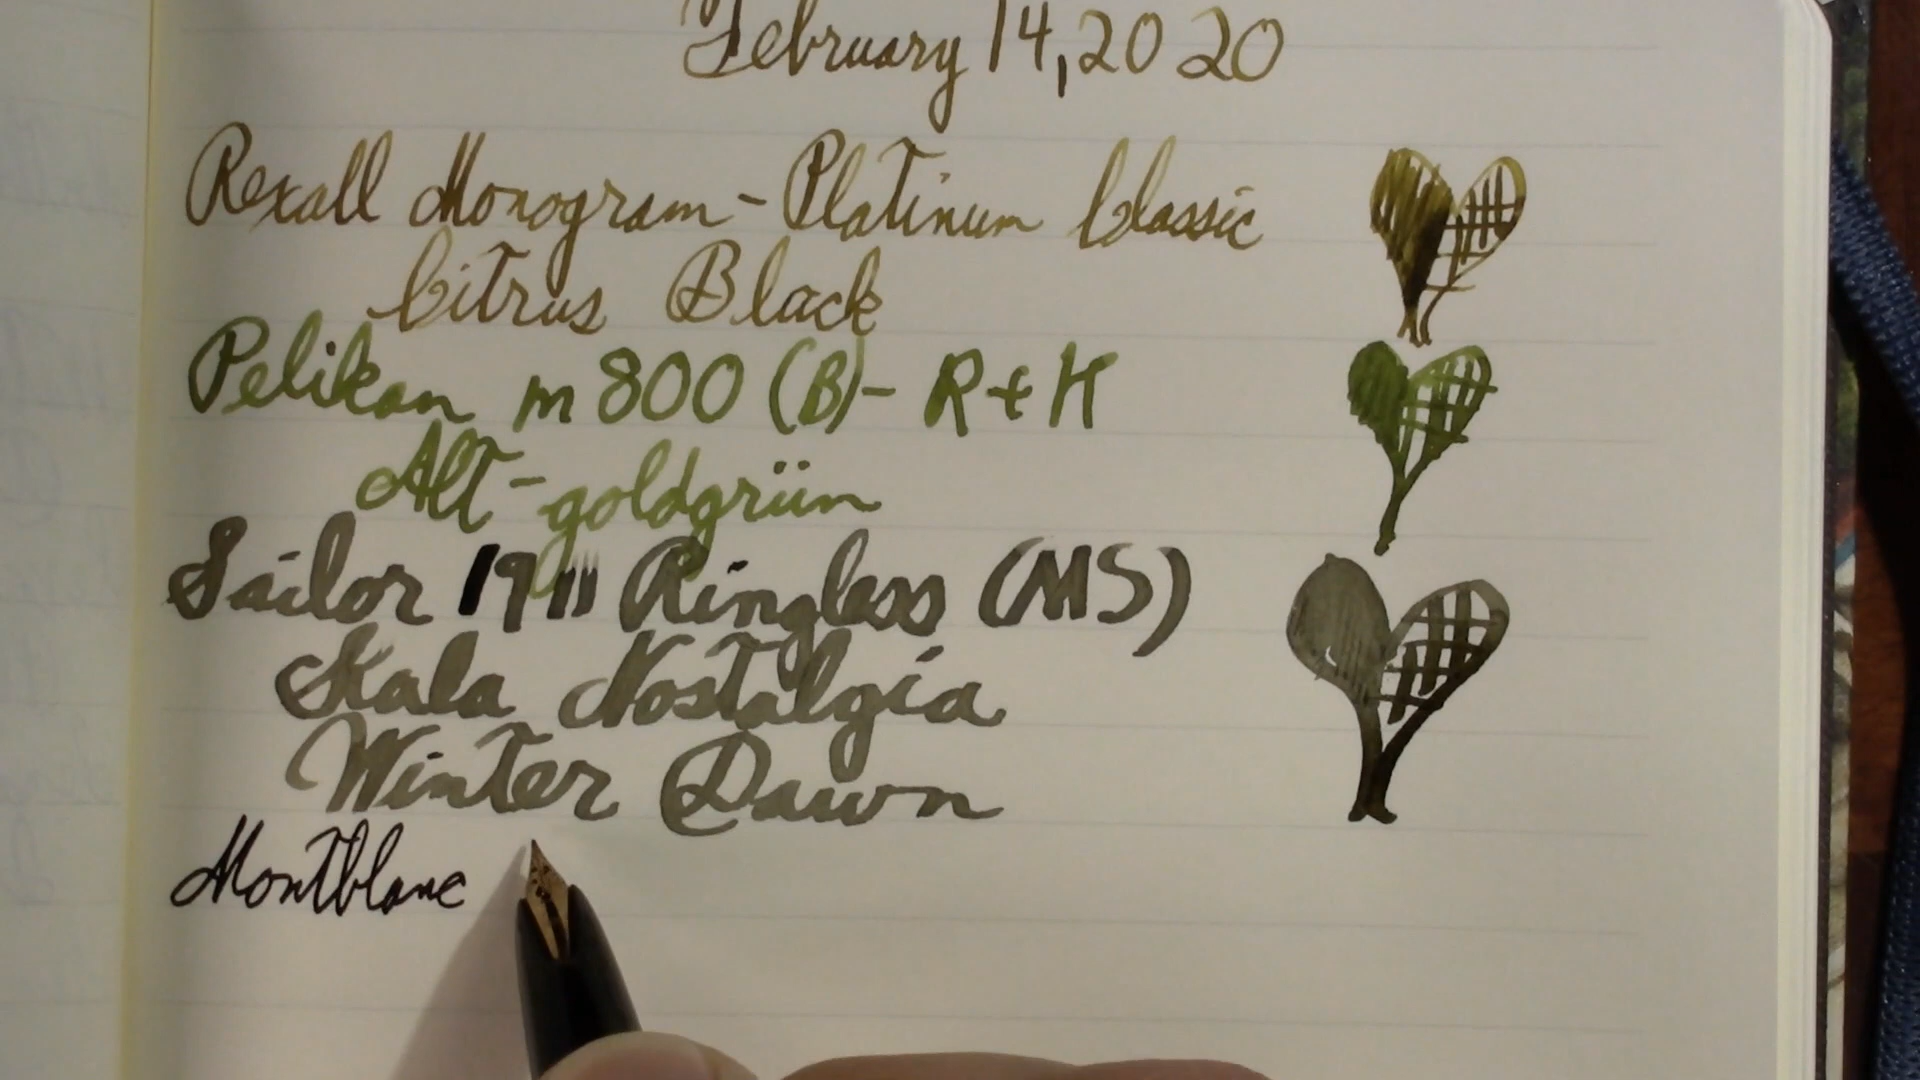 February 14, 2020
Rexall Monogram - Platinum Classic
Citrus Black
Pelikan m800 (B) - R+K
Alt-goldgrün
Sailor 1911 Ringless (MS)
Kala Nostalgia
Winter Dawn
Montblanc